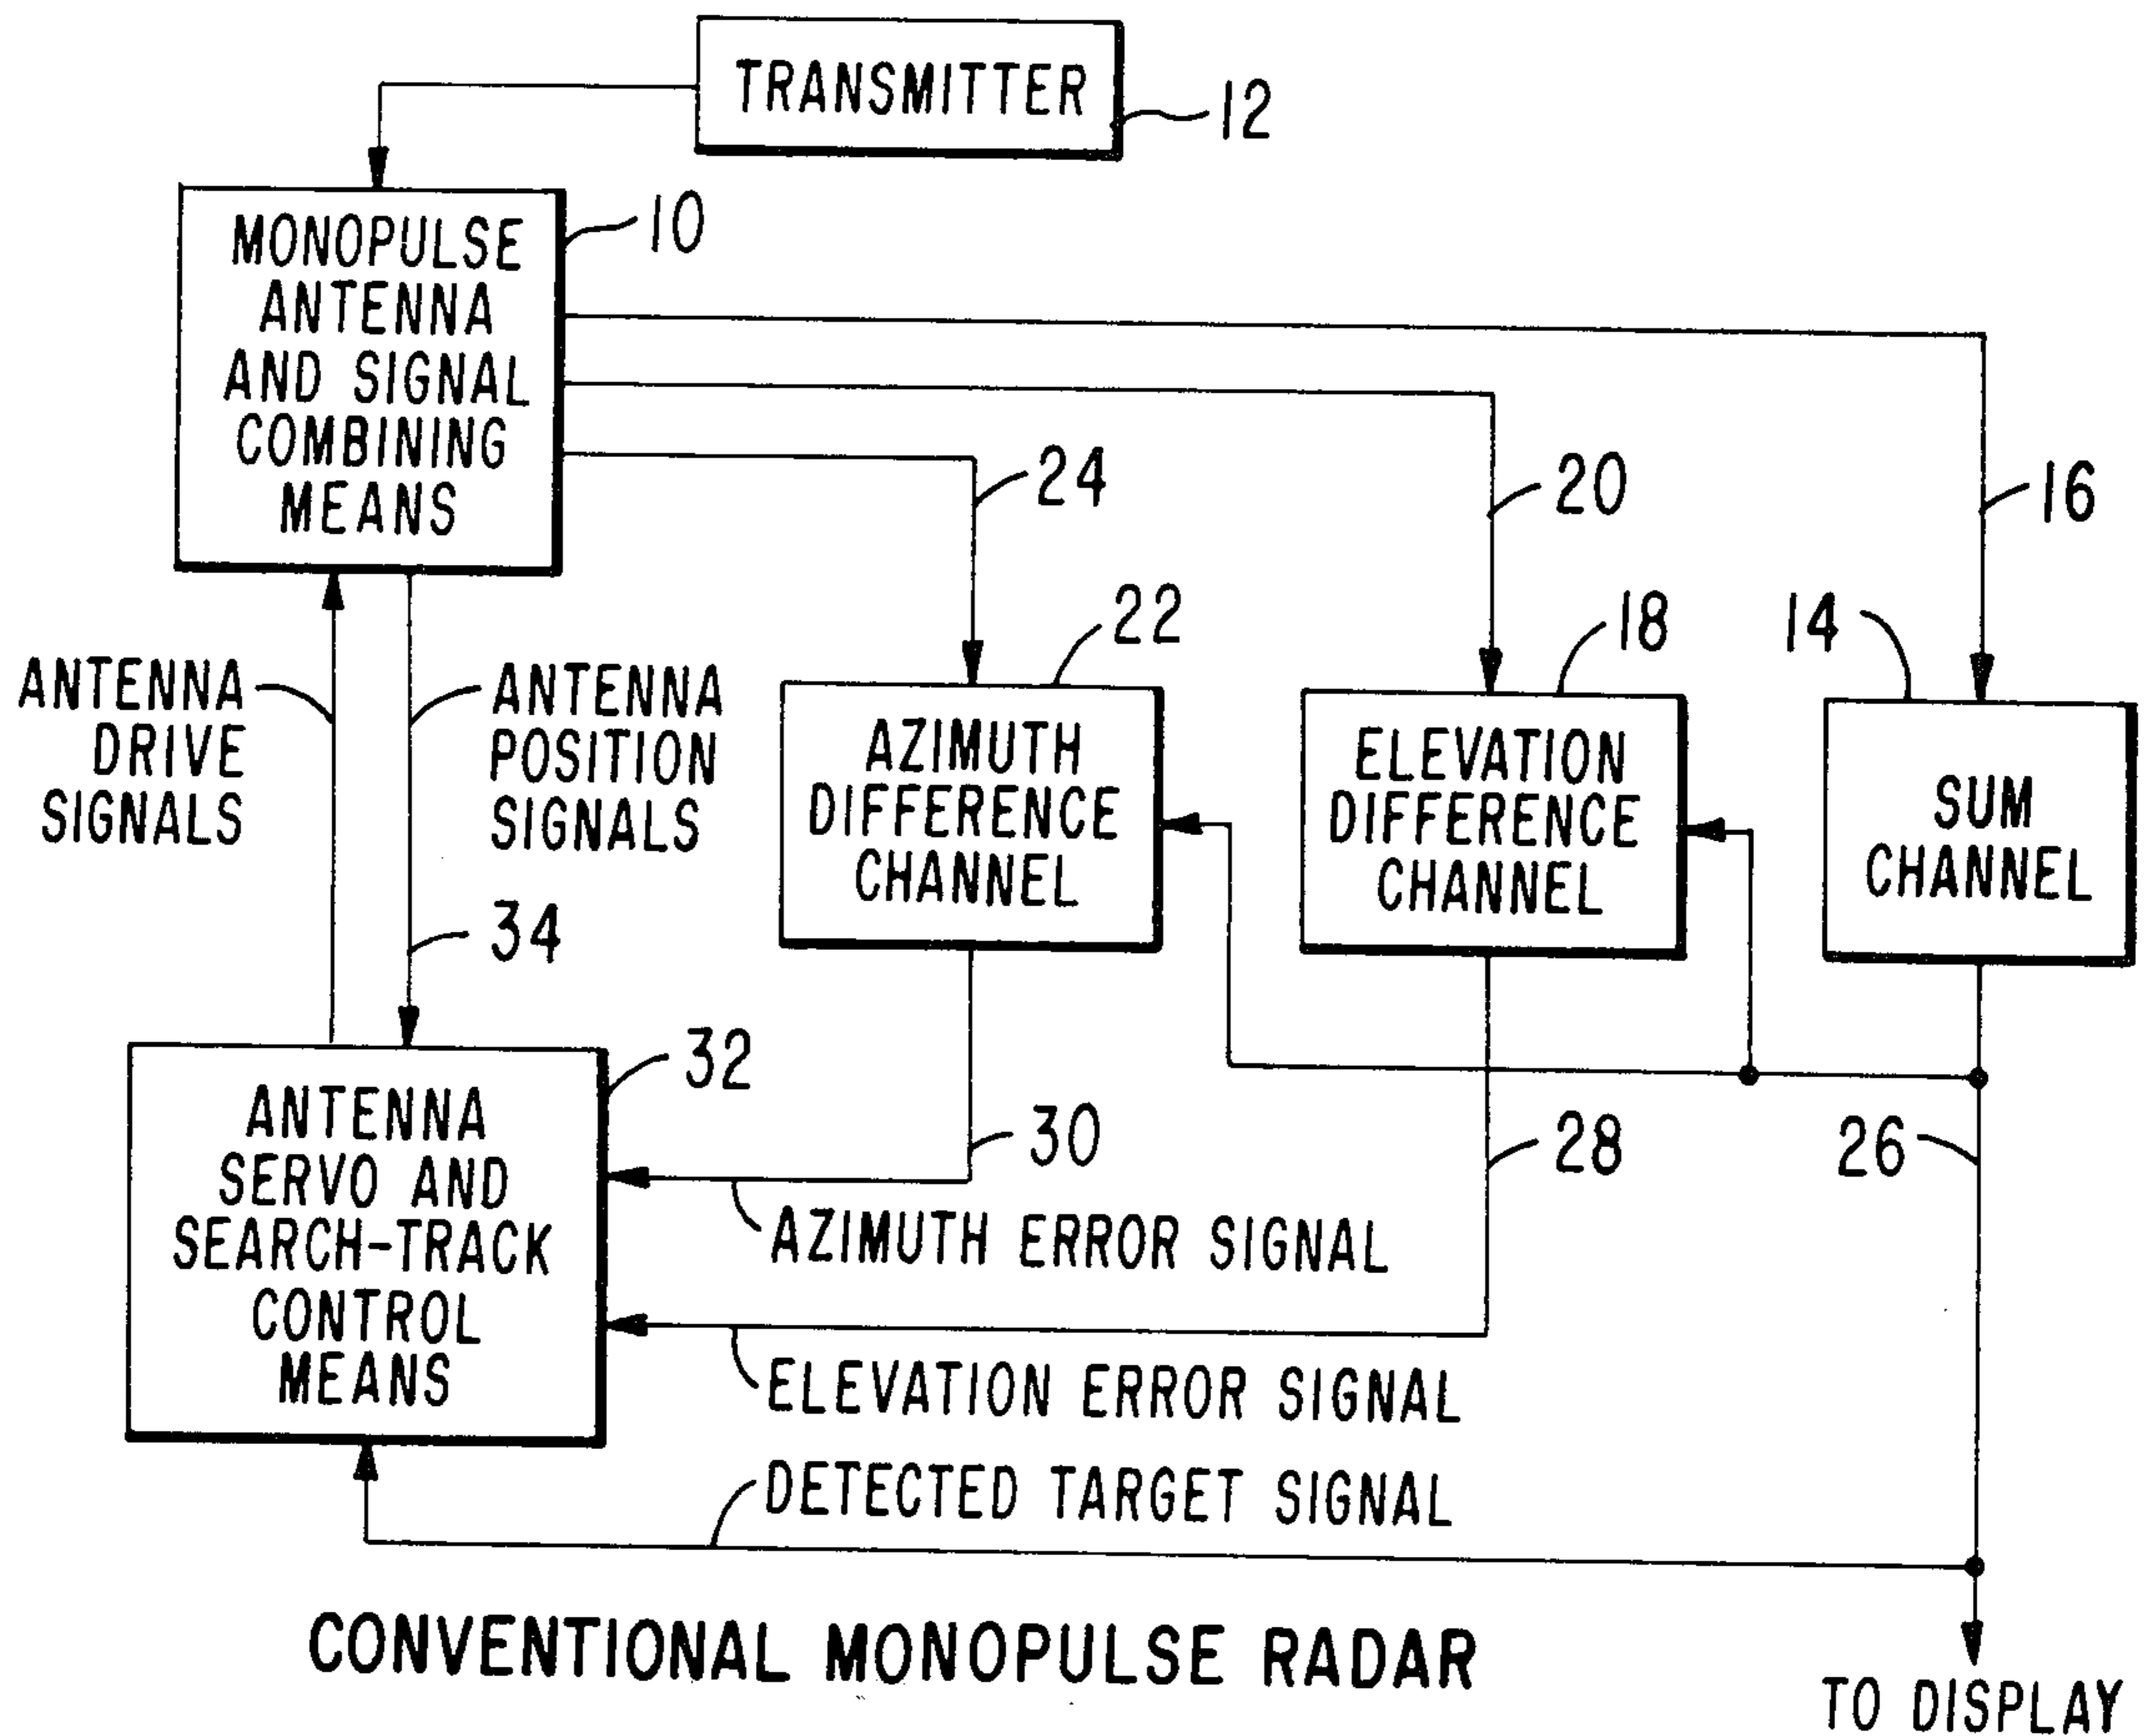 TRANSMITTER
12
MONOPULSE
ANTENNA
AND SIGNAL
COMBINING
MEANS
10
24
20
16
22
18
14
ANTENNA
DRIVE
SIGNALS
ANTENNA
POSITION
SIGNALS
34
AZIMUTH
DIFFERENCE
CHANNEL
ELEVATION
DIFFERENCE
CHANNEL
SUM
CHANNEL
32
ANTENNA
SERVO AND
SEARCH-TRACK
CONTROL
MEANS
30
28
26
AZIMUTH ERROR SIGNAL
ELEVATION ERROR SIGNAL
DETECTED TARGET SIGNAL
CONVENTIONAL MONOPULSE RADAR
TO DISPLAY